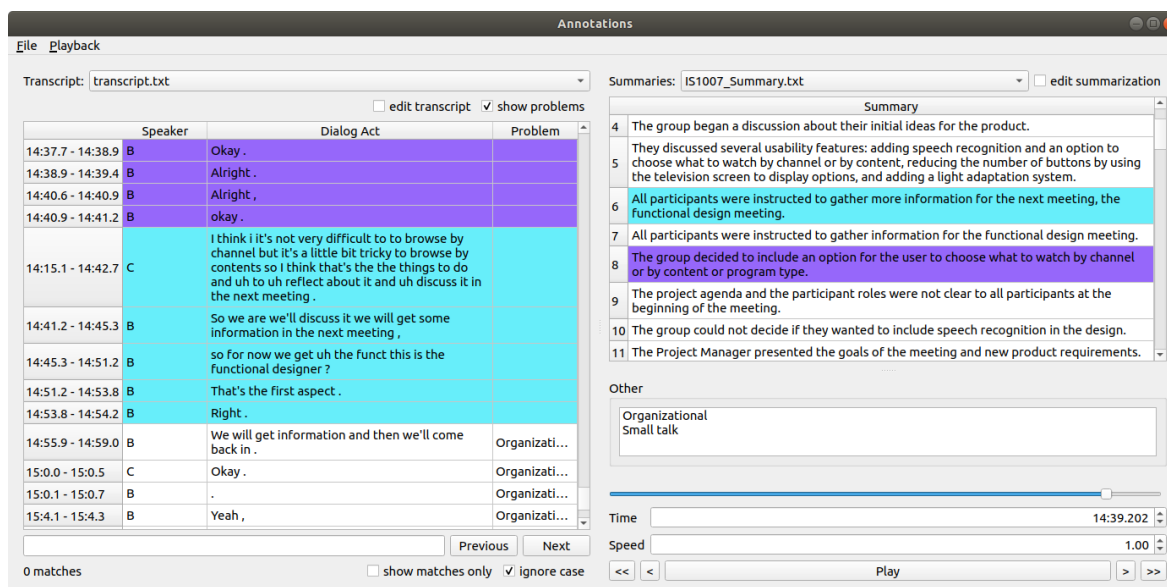 Annotations
File Playback
Transcript: transcript.txt
edit transcript show problems
Speaker Dialog Act Problem
14:37.7 - 14:38.9 B Okay .
14:38.9 - 14:39.4 B Alright .
14:40.6 - 14:40.9 B Alright ,
14:40.9 - 14:41.2 B okay .
14:15.1 - 14:42.7 C I think i it's not very difficult to to browse by
channel but it's a little bit tricky to browse by
contents so I think that's the the things to do
and uh to uh reflect about it and uh discuss it in
the next meeting .
14:41.2 - 14:45.3 B So we are we'll discuss it we will get some
information in the next meeting ,
14:45.3 - 14:51.2 B so for now we get uh the funct this is the
functional designer ?
14:51.2 - 14:53.8 B That's the first aspect .
14:53.8 - 14:54.2 B Right .
14:55.9 - 14:59.0 B We will get information and then we'll come
back in . Organizati...
15:0.0 - 15:0.5 C Okay . Organizati...
15:0.1 - 15:0.7 B . Organizati...
15:4.1 - 15:4.3 B Yeah , Organizati...
Previous Next
0 matches show matches only ignore case
Summaries: IS1007_Summary.txt edit summarization
Summary
4 The group began a discussion about their initial ideas for the product.
5 They discussed several usability features: adding speech recognition and an option to
choose what to watch by channel or by content, reducing the number of buttons by using
the television screen to display options, and adding a light adaptation system.
6 All participants were instructed to gather more information for the next meeting, the
functional design meeting.
7 All participants were instructed to gather information for the functional design meeting.
8 The group decided to include an option for the user to choose what to watch by channel
or by content or program type.
9 The project agenda and the participant roles were not clear to all participants at the
beginning of the meeting.
10 The group could not decide if they wanted to include speech recognition in the design.
11 The Project Manager presented the goals of the meeting and new product requirements.
Other
Organizational
Small talk
Time 14:39.202
Speed 1.00
<< < Play > >>